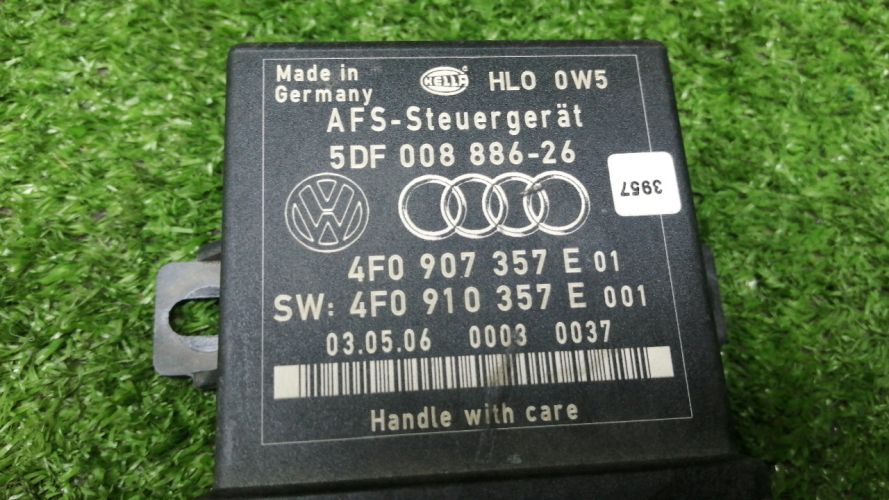 Made in
Germany
HELLA ® HLO 0W5
AFS-Steuergerät
5DF 008 886-26
3957
4F0 907 357 E 01
SW: 4F0 910 357 E 001
03.05.06 0003 0037
Handle with care